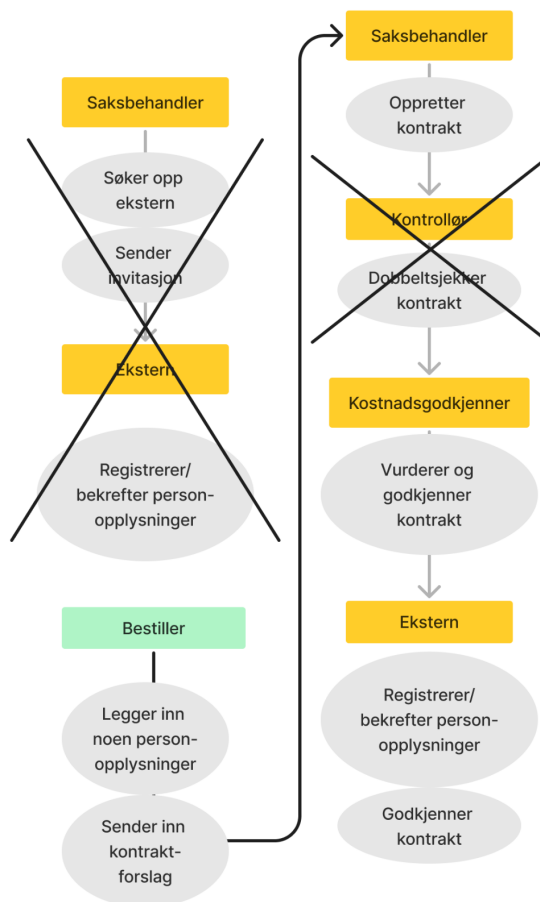 Saksbehandler
Søker opp
ekstern
Sender
invitasjon
Ekstern
Registrerer/
bekrefter person-
opplysninger
Bestiller
Legger inn
noen person-
opplysninger
Sender inn
kontrakt-
forslag
Saksbehandler
Oppretter
kontrakt
Kontrollør
Dobbeltsjekker
kontrakt
Kostnadsgodkjenner
Vurderer og
godkjenner
kontrakt
Ekstern
Registrerer/
bekrefter person-
opplysninger
Godkjenner
kontrakt